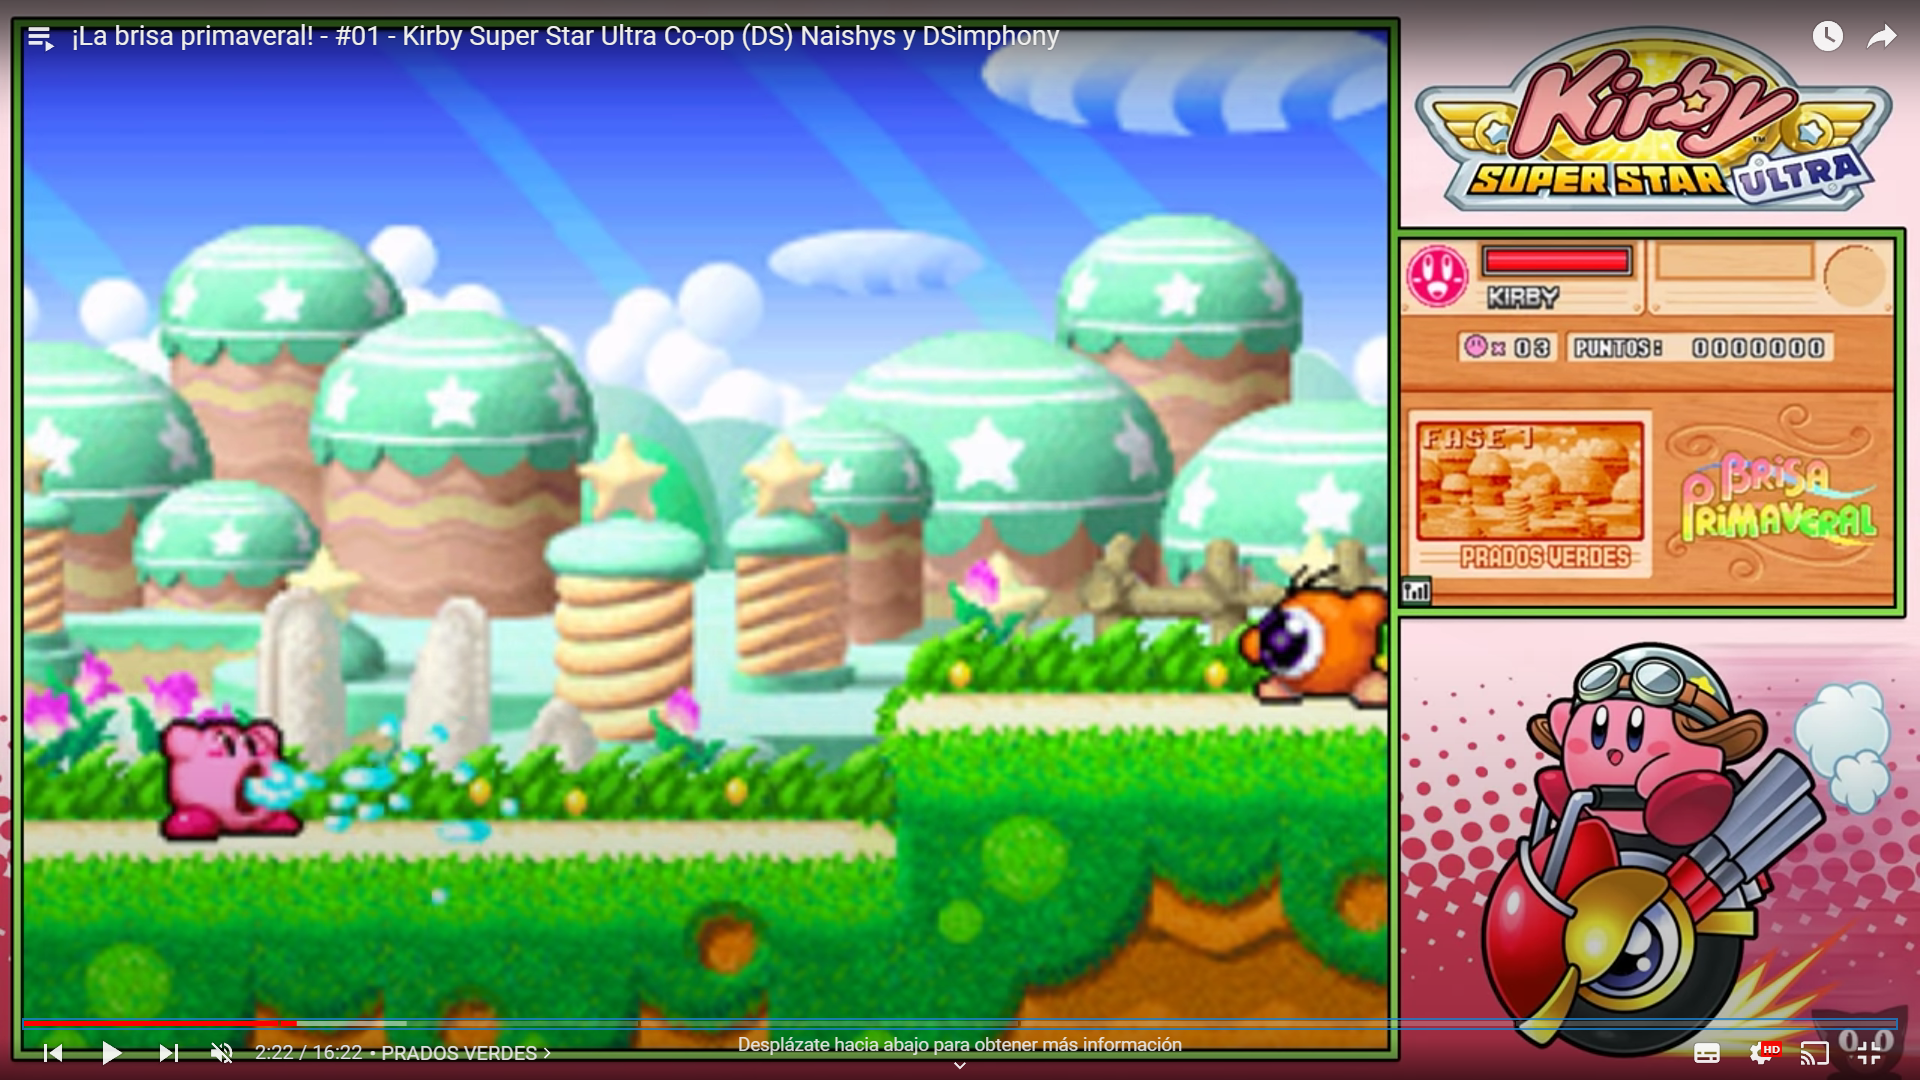 ¡La brisa primaveral! - #01 - Kirby Super Star Ultra Co-op (DS) Naishys y DSimphony
Kirby
TM
SUPER STAR ULTRA
KIRBY
x 03 PUNTOS: 0000000
FASE 1
PRADOS VERDES
BRISA
PRIMAVERAL
2:22 / 16:22 • PRADOS VERDES
Desplázate hacia abajo para obtener más información
HD